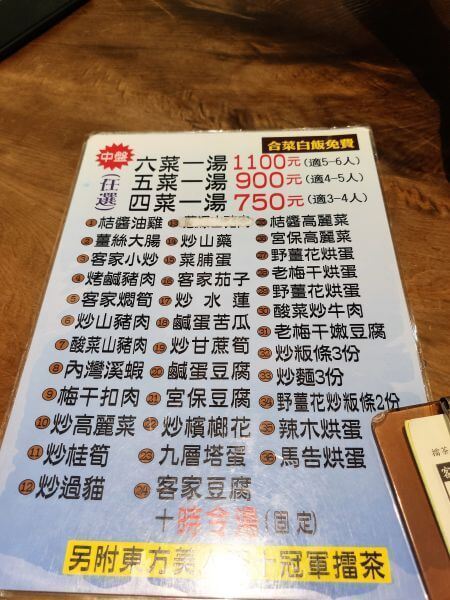 合菜白飯免費
中盤
(任選)
六菜一湯 1100元 (適5-6人)
五菜一湯 900元 (適4-5人)
四菜一湯 750元 (適3-4人)
1 桔醬油雞
2 薑絲大腸
3 客家小炒
4 烤鹹豬肉
5 客家燜筍
6 炒山豬肉
7 酸菜山豬肉
8 內灣溪蝦
9 梅干扣肉
10 炒高麗菜
11 炒桂筍
12 炒過貓
14 炒山藥
15 菜脯蛋
16 客家茄子
17 炒水蓮
18 鹹蛋苦瓜
19 炒甘蔗筍
20 鹹蛋豆腐
21 宮保豆腐
22 炒檳榔花
23 九層塔蛋
24 客家豆腐
25 桔醬高麗菜
26 宮保高麗菜
27 野薑花烘蛋
28 老梅干烘蛋
29 野薑花烘蛋
30 酸菜炒牛肉
31 老梅干嫩豆腐
32 炒粄條3份
33 炒麵3份
34 野薑花炒粄條2份
35 辣木烘蛋
36 馬告烘蛋
十時令湯(固定)
另附東方美 冠軍擂茶
擂茶